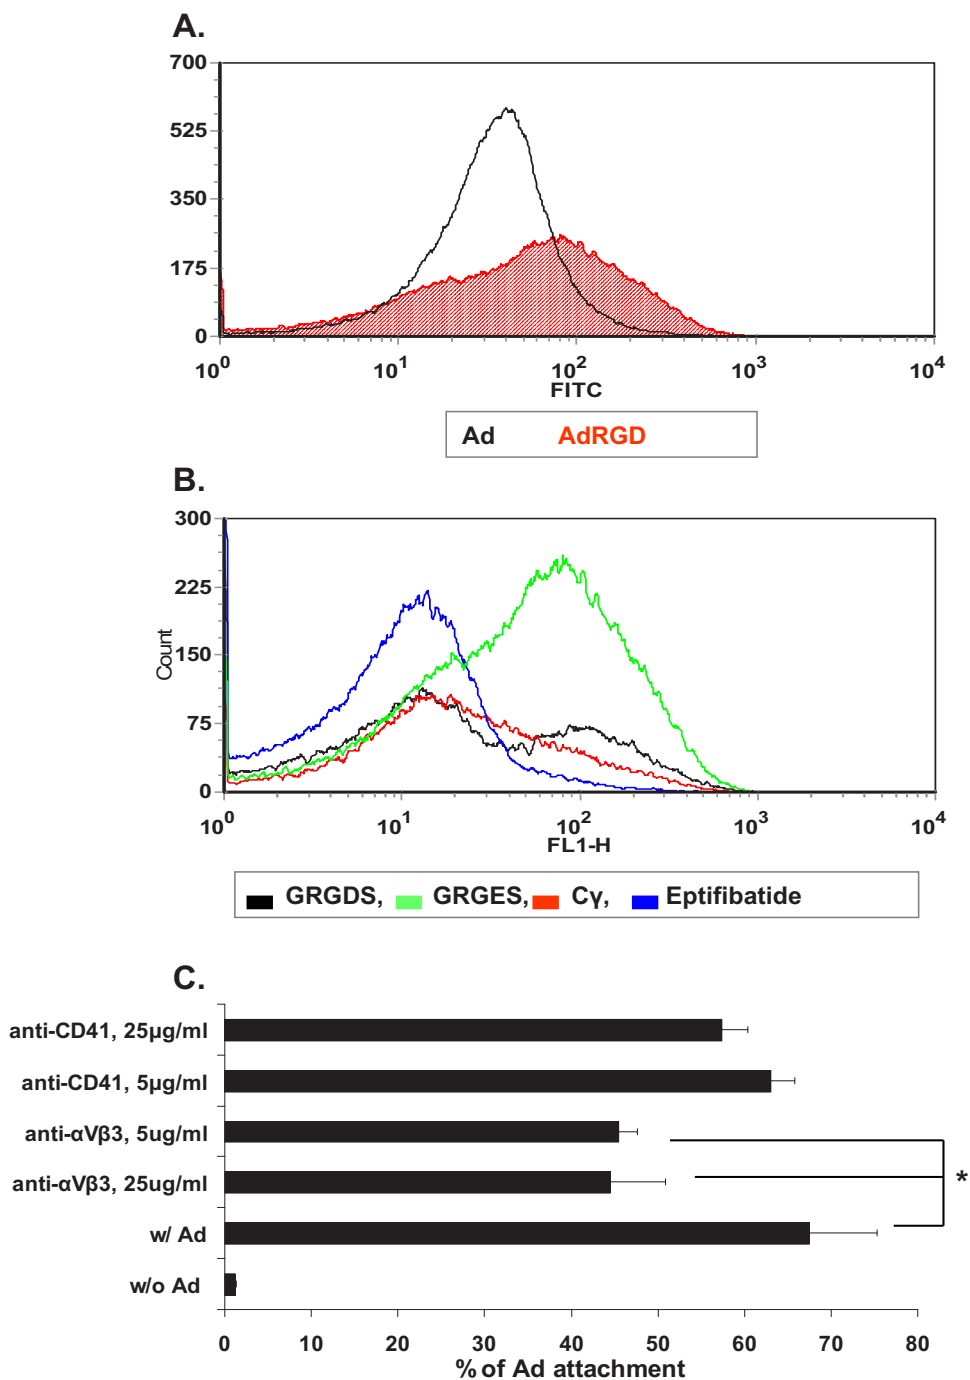 A.
700
525
350
175
0
10^0 10^1 10^2 10^3 10^4
FITC
Ad AdRGD
B.
300
225
150
75
0
Count
10^0 10^1 10^2 10^3 10^4
FL1-H
GRGDS, GRGES, Cγ, Eptifibatide
C.
anti-CD41, 25μg/ml
anti-CD41, 5μg/ml
anti-αVβ3, 5ug/ml
anti-αVβ3, 25ug/ml
w/ Ad
w/o Ad
*
0 10 20 30 40 50 60 70 80
% of Ad attachment